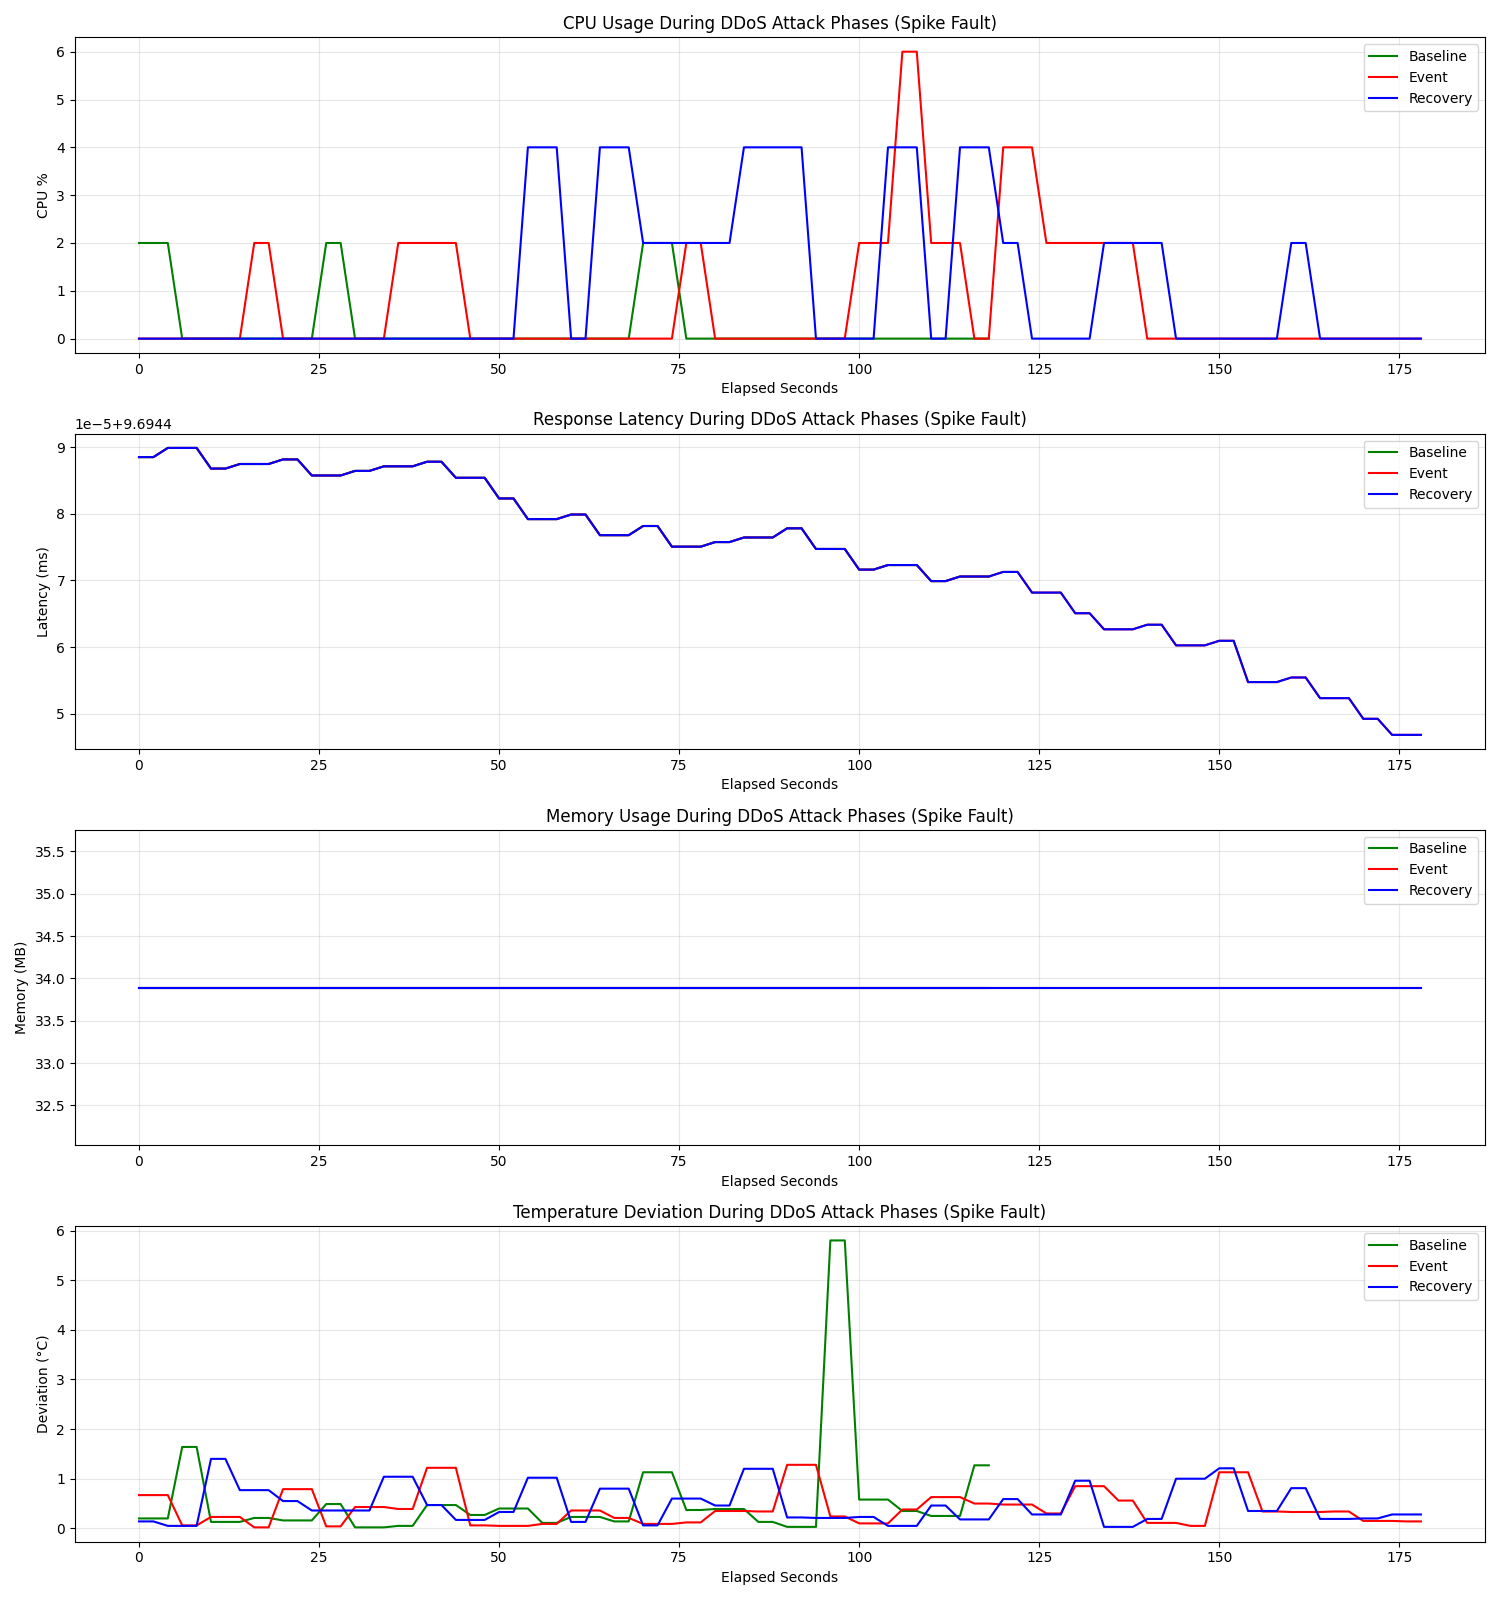 CPU Usage During DDoS Attack Phases (Spike Fault)
6
5
4
3
2
1
0
CPU %
Baseline
Event
Recovery
0 25 50 75 100 125 150 175
Elapsed Seconds
Response Latency During DDoS Attack Phases (Spike Fault)
1e−5+9.6944
9
8
7
6
5
Latency (ms)
Baseline
Event
Recovery
0 25 50 75 100 125 150 175
Elapsed Seconds
Memory Usage During DDoS Attack Phases (Spike Fault)
35.5
35.0
34.5
34.0
33.5
33.0
32.5
Memory (MB)
Baseline
Event
Recovery
0 25 50 75 100 125 150 175
Elapsed Seconds
Temperature Deviation During DDoS Attack Phases (Spike Fault)
6
5
4
3
2
1
0
Deviation (°C)
Baseline
Event
Recovery
0 25 50 75 100 125 150 175
Elapsed Seconds